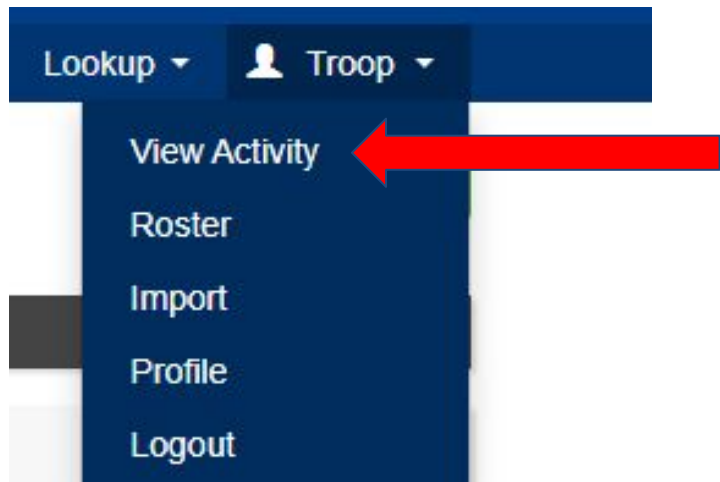 Lookup Troop
View Activity
Roster
Import
Profile
Logout